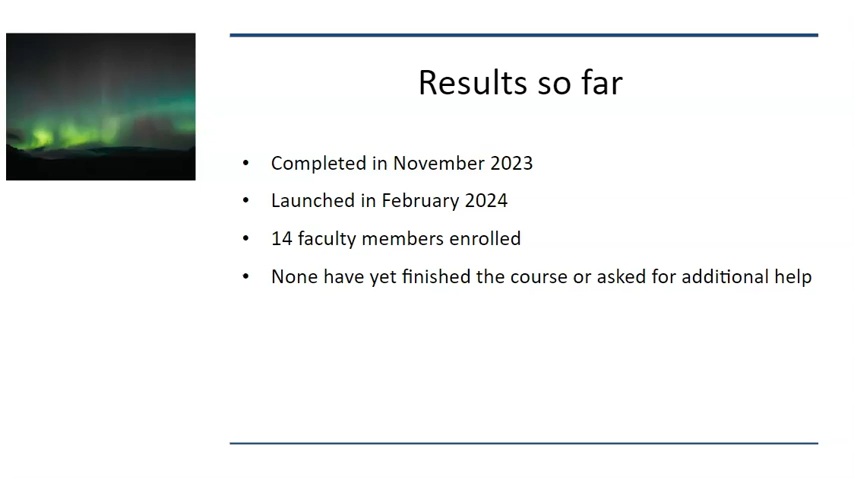 Results so far
• Completed in November 2023
• Launched in February 2024
• 14 faculty members enrolled
• None have yet finished the course or asked for additional help